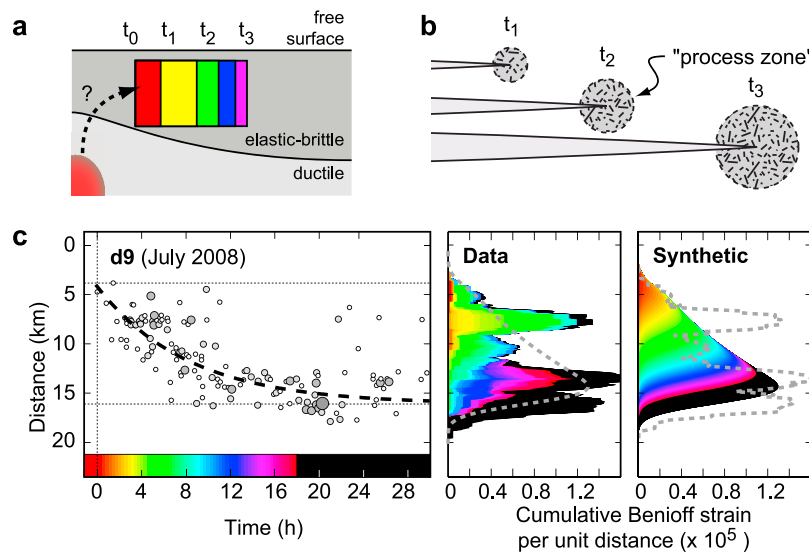 a
t0 t1 t2 t3
free
surface
?
elastic-brittle
ductile
b
t1
t2
"process zone"
t3
c
d9 (July 2008)
Data
Synthetic
0
5
10
15
20
Distance (km)
0 4 8 12 16 20 24 28
Time (h)
0 0.4 0.8 1.2
0 0.4 0.8 1.2
Cumulative Benioff strain
per unit distance (x 10⁵)